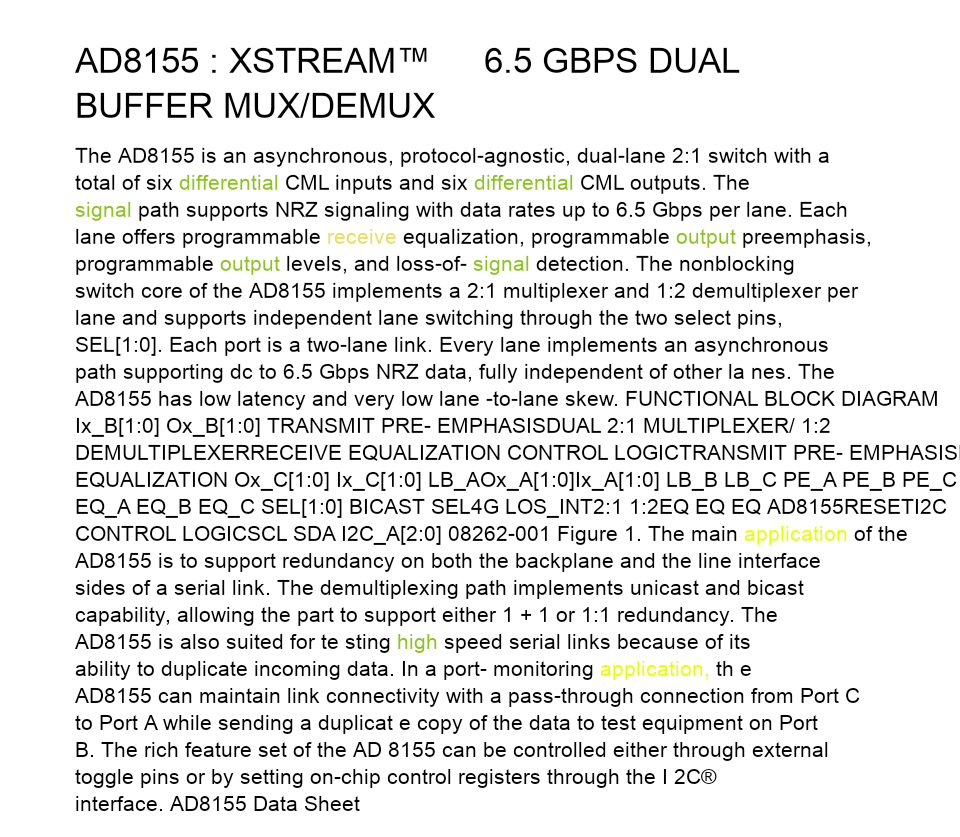 AD8155 : XSTREAM™ 6.5 GBPS DUAL
BUFFER MUX/DEMUX
The AD8155 is an asynchronous, protocol-agnostic, dual-lane 2:1 switch with a
total of six differential CML inputs and six differential CML outputs. The
signal path supports NRZ signaling with data rates up to 6.5 Gbps per lane. Each
lane offers programmable receive equalization, programmable output preemphasis,
programmable output levels, and loss-of- signal detection. The nonblocking
switch core of the AD8155 implements a 2:1 multiplexer and 1:2 demultiplexer per
lane and supports independent lane switching through the two select pins,
SEL[1:0]. Each port is a two-lane link. Every lane implements an asynchronous
path supporting dc to 6.5 Gbps NRZ data, fully independent of other la nes. The
AD8155 has low latency and very low lane -to-lane skew. FUNCTIONAL BLOCK DIAGRAM
Ix_B[1:0] Ox_B[1:0] TRANSMIT PRE- EMPHASISDUAL 2:1 MULTIPLEXER/ 1:2
DEMULTIPLEXERRECEIVE EQUALIZATION CONTROL LOGICTRANSMIT PRE- EMPHASIS
EQUALIZATION Ox_C[1:0] Ix_C[1:0] LB_AOx_A[1:0]Ix_A[1:0] LB_B LB_C PE_A PE_B PE_C
EQ_A EQ_B EQ_C SEL[1:0] BICAST SEL4G LOS_INT2:1 1:2EQ EQ EQ AD8155RESETI2C
CONTROL LOGICSCL SDA I2C_A[2:0] 08262-001 Figure 1. The main application of the
AD8155 is to support redundancy on both the backplane and the line interface
sides of a serial link. The demultiplexing path implements unicast and bicast
capability, allowing the part to support either 1 + 1 or 1:1 redundancy. The
AD8155 is also suited for te sting high speed serial links because of its
ability to duplicate incoming data. In a port- monitoring application, th e
AD8155 can maintain link connectivity with a pass-through connection from Port C
to Port A while sending a duplicat e copy of the data to test equipment on Port
B. The rich feature set of the AD 8155 can be controlled either through external
toggle pins or by setting on-chip control registers through the I 2C®
interface. AD8155 Data Sheet